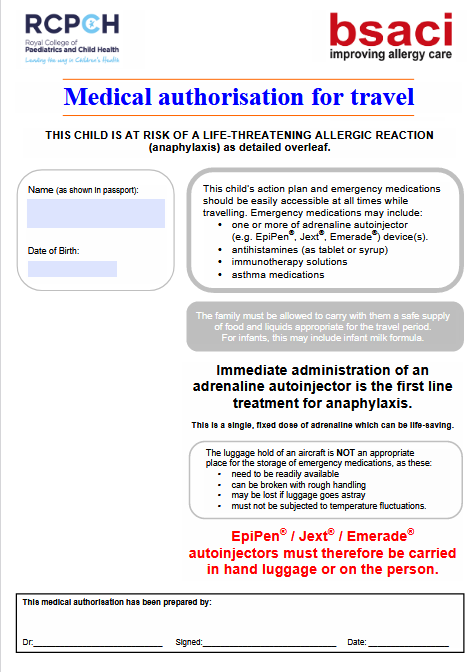 RCPCH
Royal College of
Paediatrics and Child Health
Leading the way in Children's Health
bsaci
improving allergy care
Medical authorisation for travel
THIS CHILD IS AT RISK OF A LIFE-THREATENING ALLERGIC REACTION
(anaphylaxis) as detailed overleaf.
Name (as shown in passport):
Date of Birth:
This child's action plan and emergency medications
should be easily accessible at all times while
travelling. Emergency medications may include:
• one or more of adrenaline autoinjector
(e.g. EpiPen®, Jext®, Emerade®) device(s).
• antihistamines (as tablet or syrup)
• immunotherapy solutions
• asthma medications
The family must be allowed to carry with them a safe supply
of food and liquids appropriate for the travel period.
For infants, this may include infant milk formula.
Immediate administration of an
adrenaline autoinjector is the first line
treatment for anaphylaxis.
This is a single, fixed dose of adrenaline which can be life-saving.
The luggage hold of an aircraft is NOT an appropriate
place for the storage of emergency medications, as these:
• need to be readily available
• can be broken with rough handling
• may be lost if luggage goes astray
• must not be subjected to temperature fluctuations.
EpiPen® / Jext® / Emerade®
autoinjectors must therefore be carried
in hand luggage or on the person.
This medical authorisation has been prepared by:
Dr:____________________ Signed:____________________ Date: ____________________